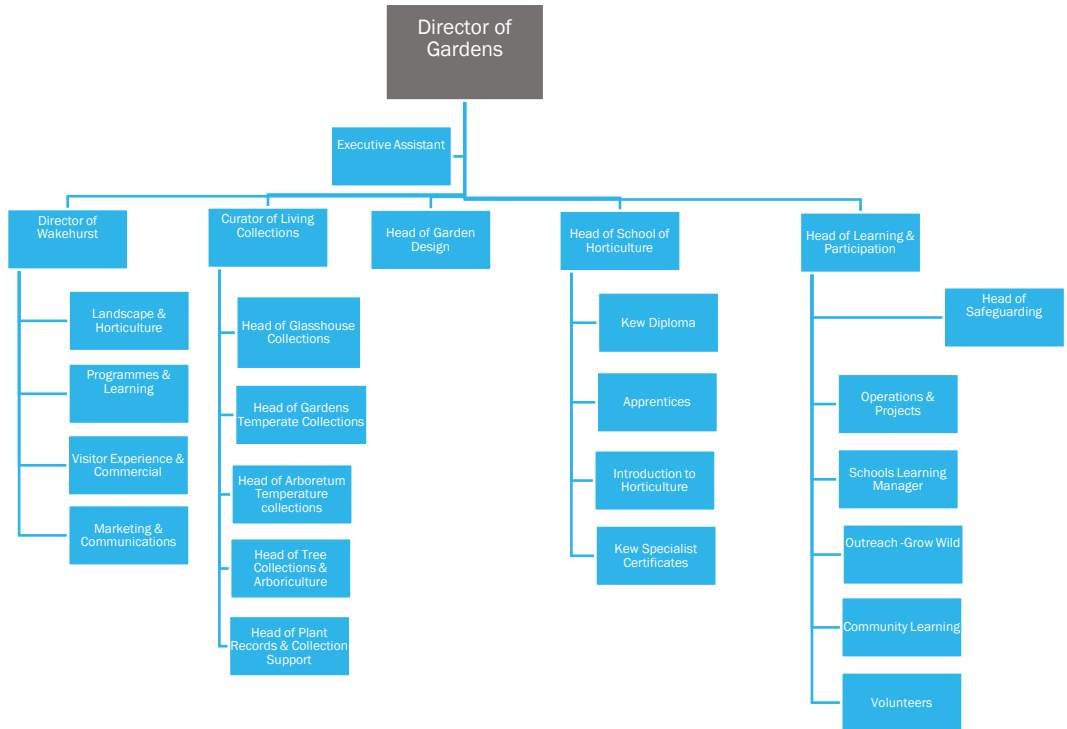 Director of
Gardens
Executive Assistant
Director of
Wakehurst
Landscape &
Horticulture
Programmes &
Learning
Visitor Experience &
Commercial
Marketing &
Communications
Curator of Living
Collections
Head of Glasshouse
Collections
Head of Gardens
Temperate Collections
Head of Arboretum
Temperature
collections
Head of Tree
Collections &
Arboriculture
Head of Plant
Records & Collection
Support
Head of Garden
Design
Head of School of
Horticulture
Kew Diploma
Apprentices
Introduction to
Horticulture
Kew Specialist
Certificates
Head of Learning &
Participation
Head of
Safeguarding
Operations &
Projects
Schools Learning
Manager
Outreach -Grow Wild
Community Learning
Volunteers